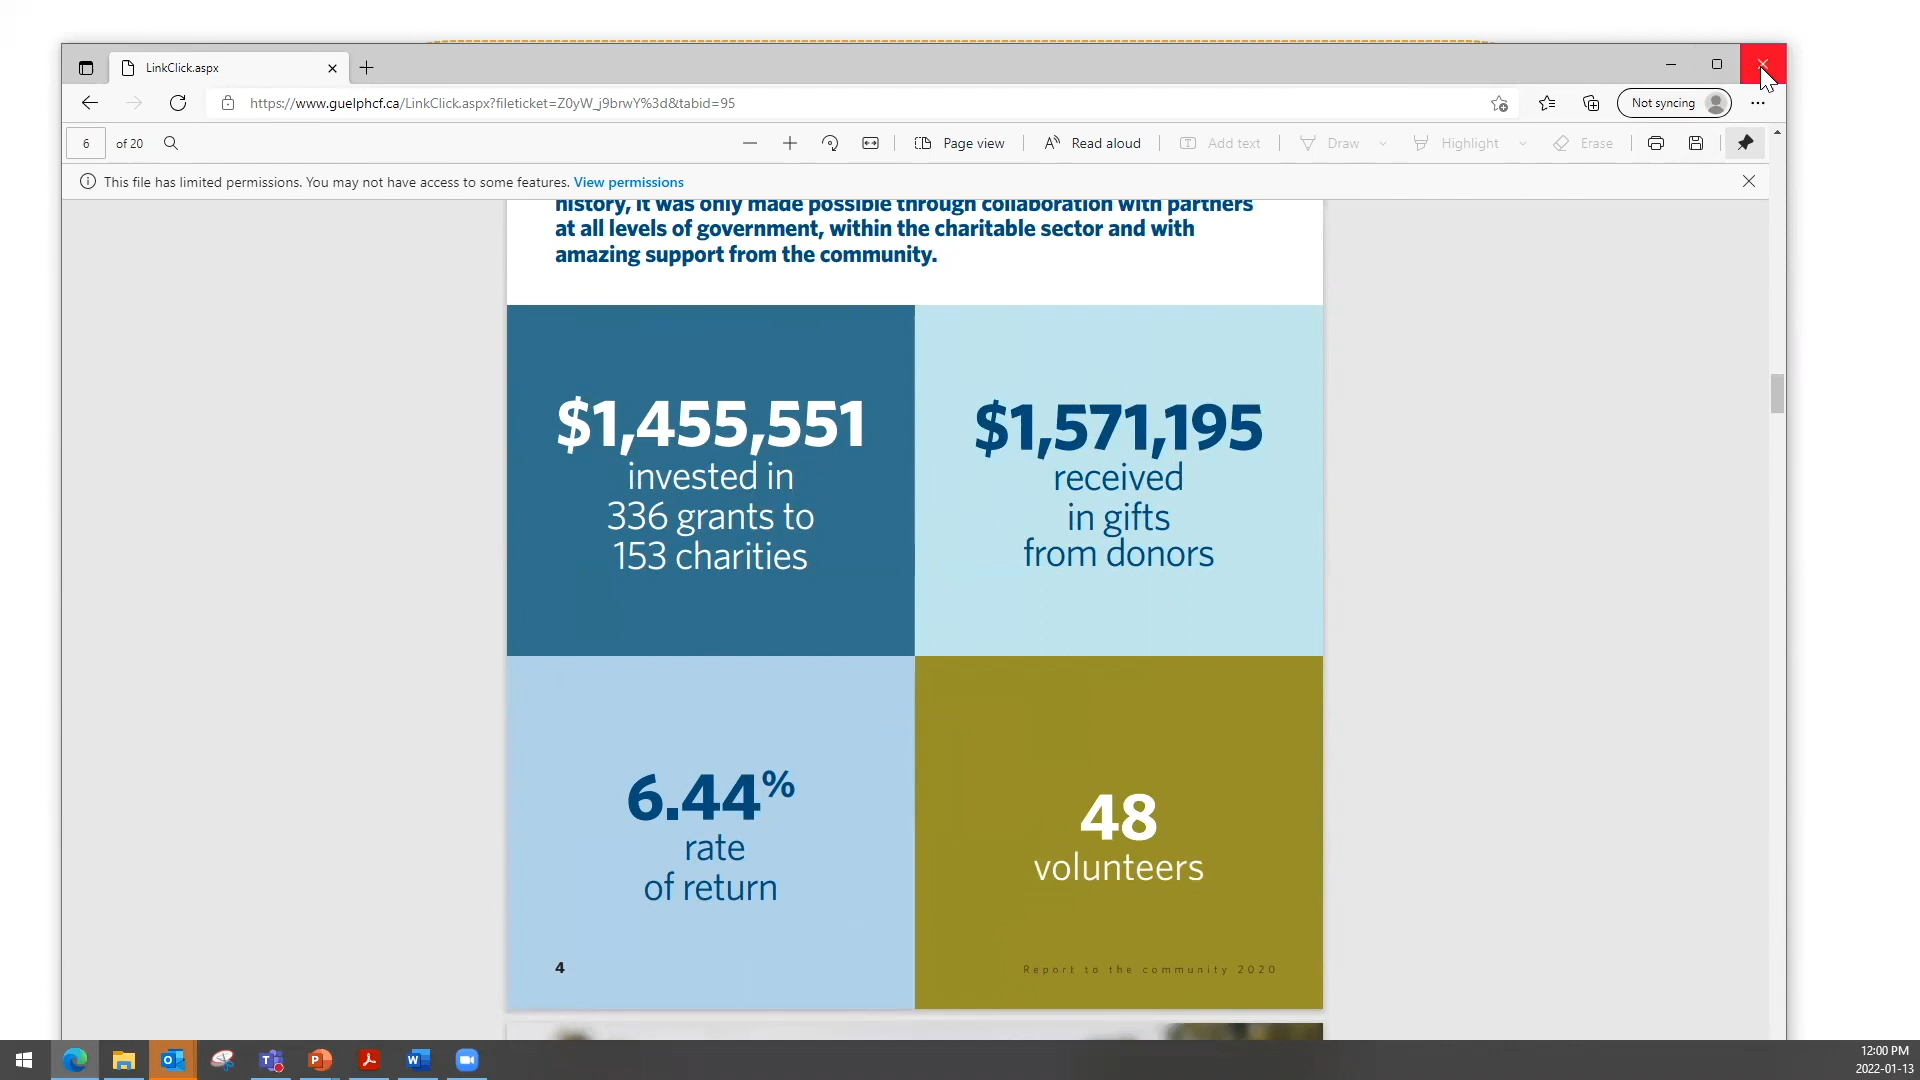 LinkClick.aspx
https://www.guelphcf.ca/LinkClick.aspx?fileticket=Z0yW_j9brwY%3d&tabid=95
Not syncing
6 of 20
Page view
Read aloud
Add text
Draw
Highlight
Erase
This file has limited permissions. You may not have access to some features. View permissions
history, it was only made possible through collaboration with partners
at all levels of government, within the charitable sector and with
amazing support from the community.
$1,455,551
invested in
336 grants to
153 charities
$1,571,195
received
in gifts
from donors
6.44%
rate
of return
48
volunteers
4
Report to the community 2020
12:00 PM
2022-01-13